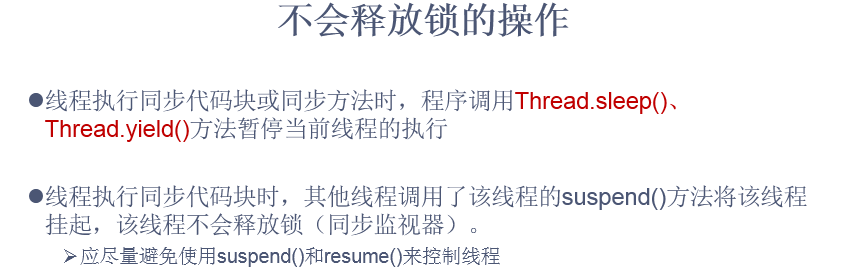 不会释放锁的操作
●线程执行同步代码块或同步方法时，程序调用Thread.sleep()、
Thread.yield()方法暂停当前线程的执行
●线程执行同步代码块时，其他线程调用了该线程的suspend()方法将该线程
挂起，该线程不会释放锁（同步监视器）。
➢应尽量避免使用suspend()和resume()来控制线程